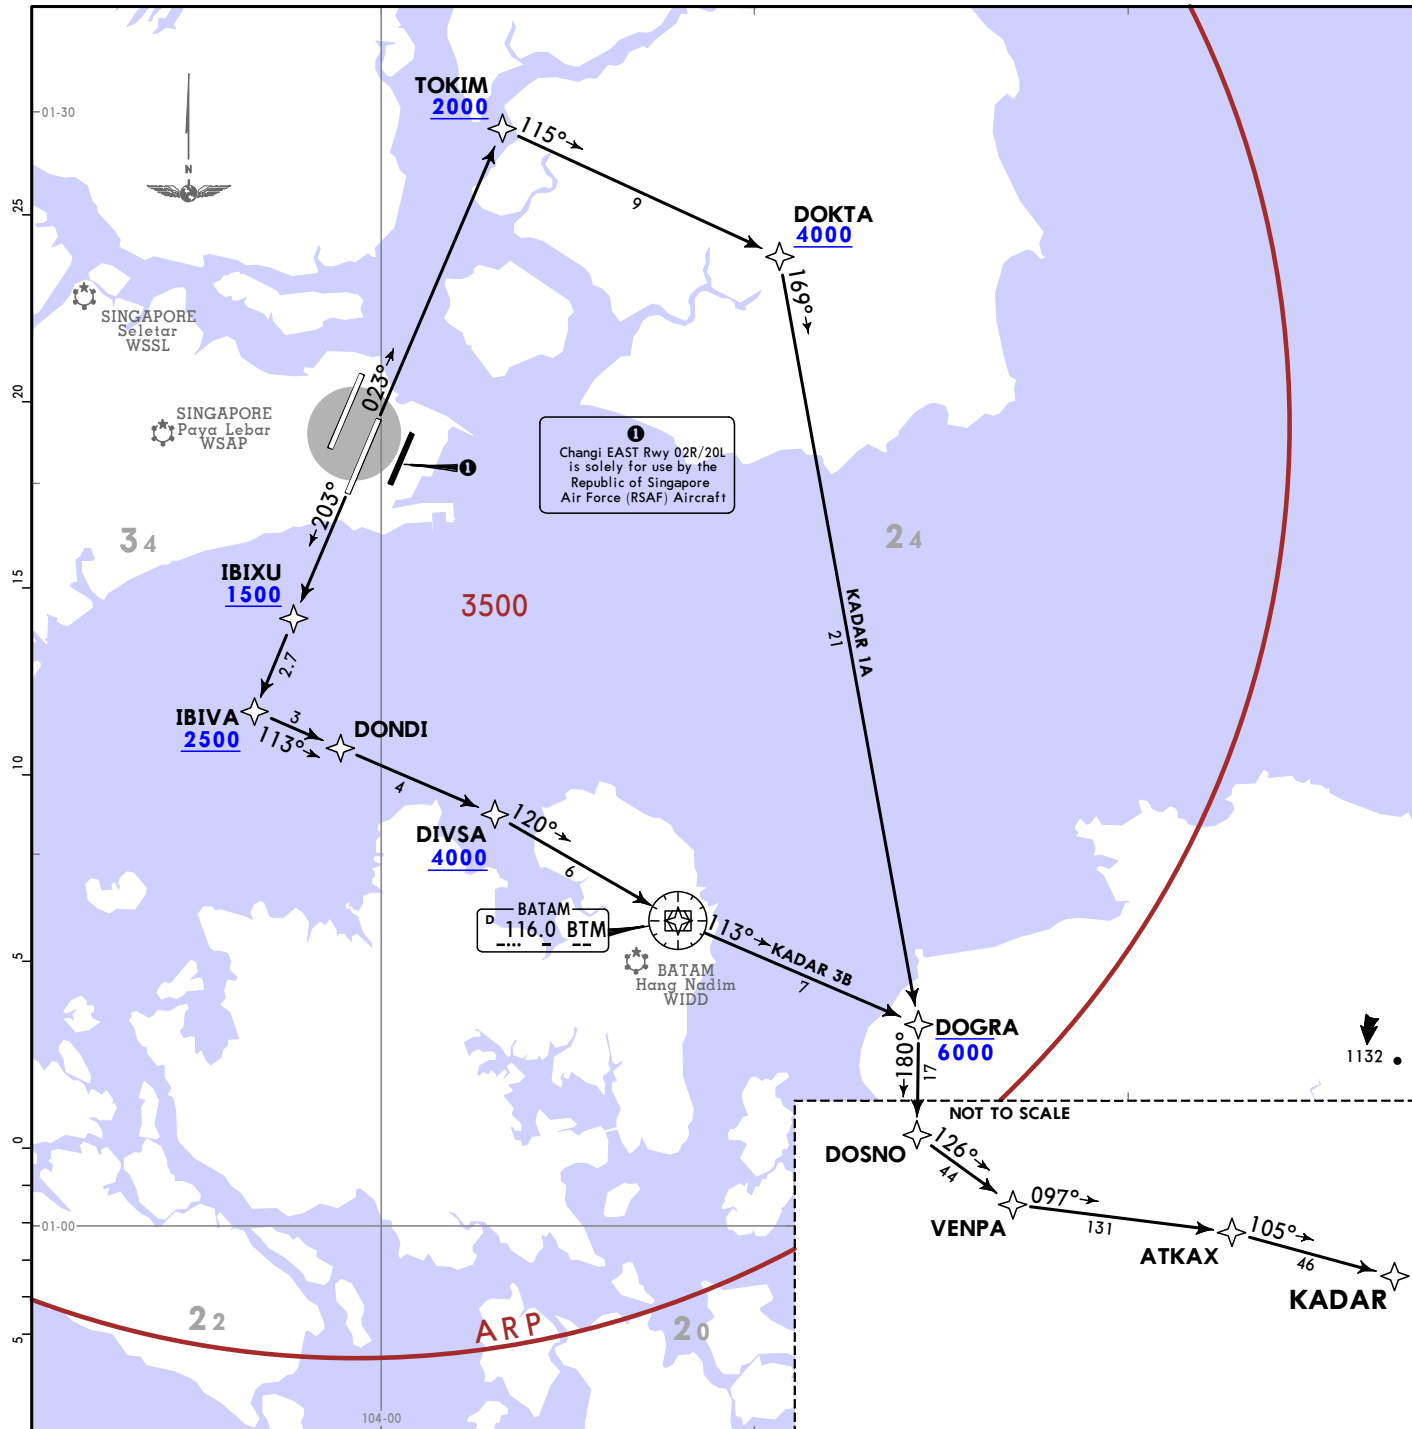 TOKIM
2000
01-30
N
115°
9
DOKTA
4000
169°
25
SINGAPORE
Seletar
WSSL
023°
20
SINGAPORE
Paya Lebar
WSAP
1
1
Changi EAST Rwy 02R/20L
is solely for use by the
Republic of Singapore
Air Force (RSAF) Aircraft
203°
34
24
IBIXU
1500
3500
15
KADAR 1A
21
2.7
IBIVA
2500
3
113°
DONDI
10
4
DIVSA
4000
120°
6
BATAM
D 116.0 BTM
113°
KADAR 3B
7
BATAM
Hang Nadim
WIDD
5
DOGRA
6000
180°
17
1132
NOT TO SCALE
0
DOSNO
126°
44
VENPA
097°
131
ATKAX
105°
46
KADAR
01-00
22
ARP
20
5
104-00